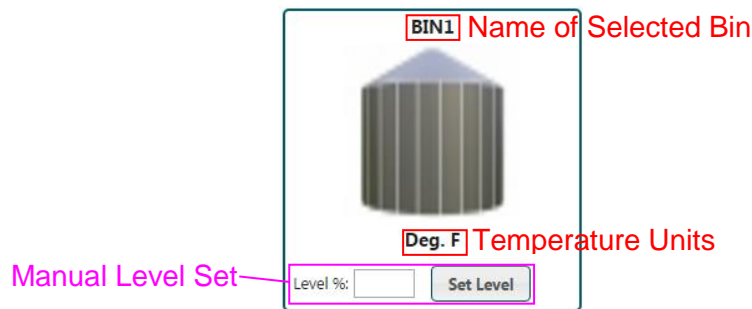 BIN1 Name of Selected Bin
Deg. F Temperature Units
Manual Level Set Level %: Set Level